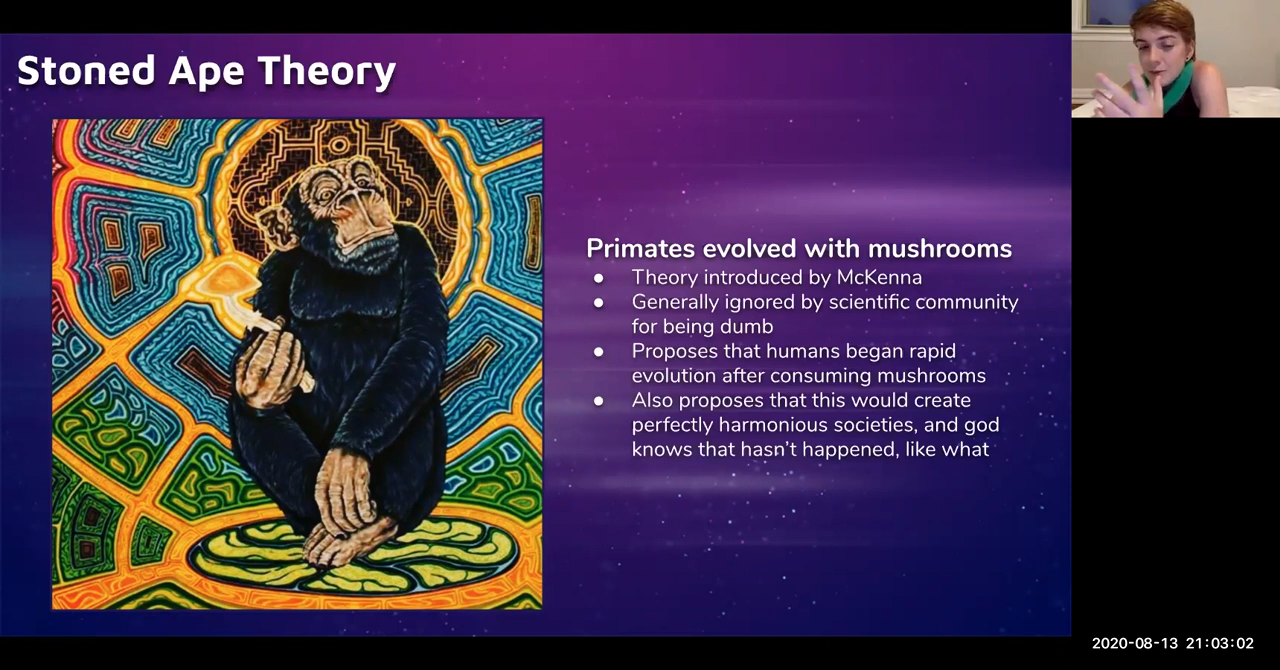 Stoned Ape Theory
Primates evolved with mushrooms
● Theory introduced by McKenna
● Generally ignored by scientific community
for being dumb
● Proposes that humans began rapid
evolution after consuming mushrooms
● Also proposes that this would create
perfectly harmonious societies, and god
knows that hasn't happened, like what
2020-08-13 21:03:02